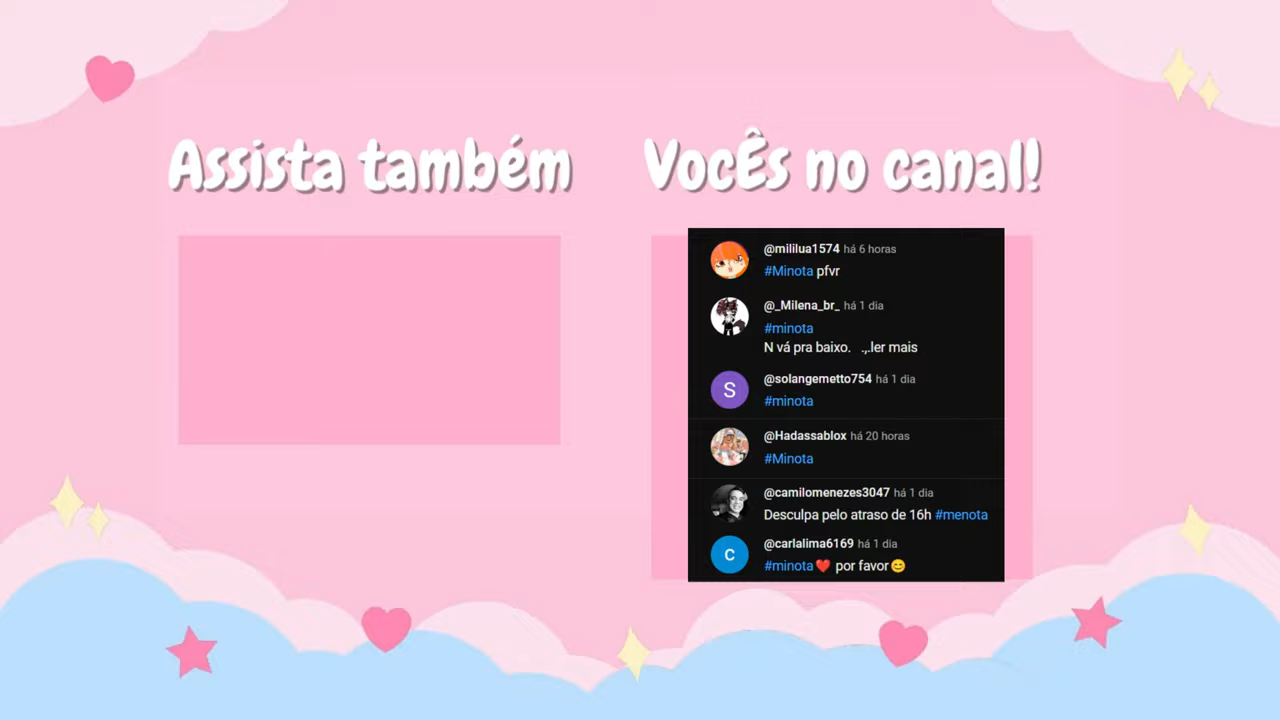 Assista também
VocÊs no canal!
@mililua1574 há 6 horas
#Minota pfvr
@_Milena_br_ há 1 dia
#minota
N vá pra baixo. .,.ler mais
S
@solangemetto754 há 1 dia
#minota
@Hadassablox há 20 horas
#Minota
@camilomenezes3047 há 1 dia
Desculpa pelo atraso de 16h #menota
C
@carlalima6169 há 1 dia
#minota❤️ por favor😊